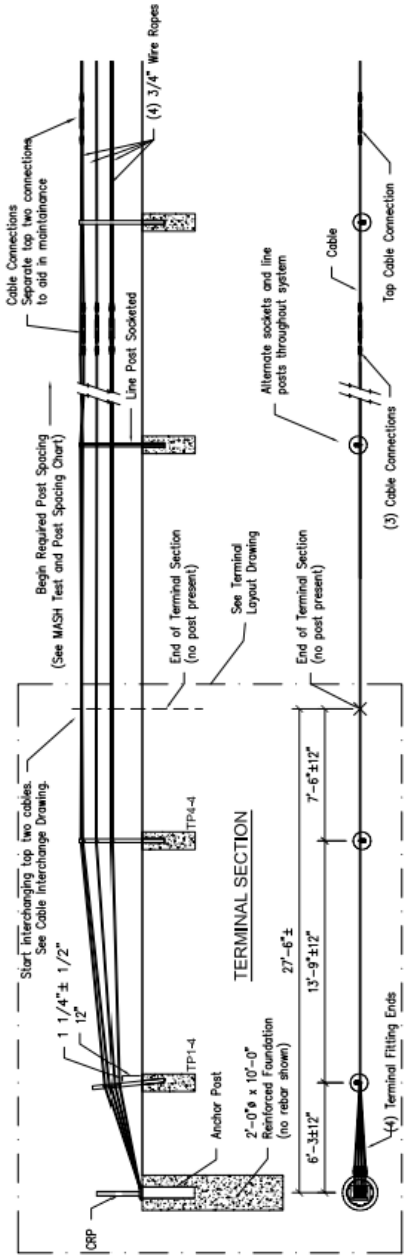 CRP
Start interchanging top two cables.
See Cable Interchange Drawing.
1 1/4"± 1/2"
12"
TP1-4
TP4-4
Anchor Post
2'-0"ø x 10'-0"
Reinforced Foundation
(no rebar shown)
TERMINAL SECTION
Begin Required Post Spacing
(See MASH Test and Post Spacing Chart)
End of Terminal Section
(no post present)
See Terminal
Layout Drawing
Line Post Socketed
Cable Connections
Separate top two connections
to aid in maintainance
(4) 3/4" Wire Ropes
27'-6"±
6'-3±12"
13'-9"±12"
7'-6"±12"
(4) Terminal Fitting Ends
End of Terminal Section
(no post present)
Alternate sockets and line
posts throughout system
(3) Cable Connections
Cable
Top Cable Connection